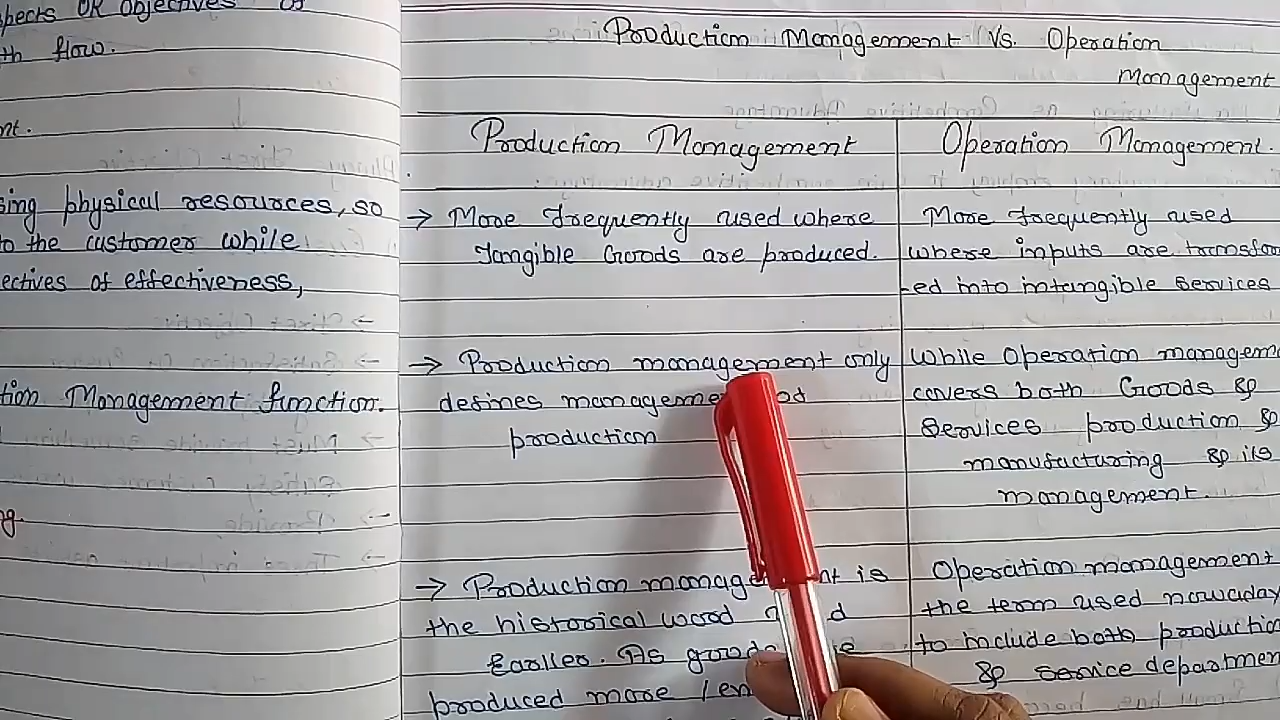 OR Objectives Of
flow.
sing physical resources, so
to the customer while
ectives of effectiveness,
tion Management function.
Production Management Vs. Operation
Management
Production Management
Operation Management.
→ More frequently used where
Tangible Goods are produced.
More frequently used
where inputs are transfor
-ed into intangible services
→ Production management only
defines management
production
While Operation managem
covers both Goods &
Services production &
manufacturing & its
management.
→ Production management is
the historical word
Earlier. As goods
produced more
Operation management
the term used nowaday
to include both production
& service departmen